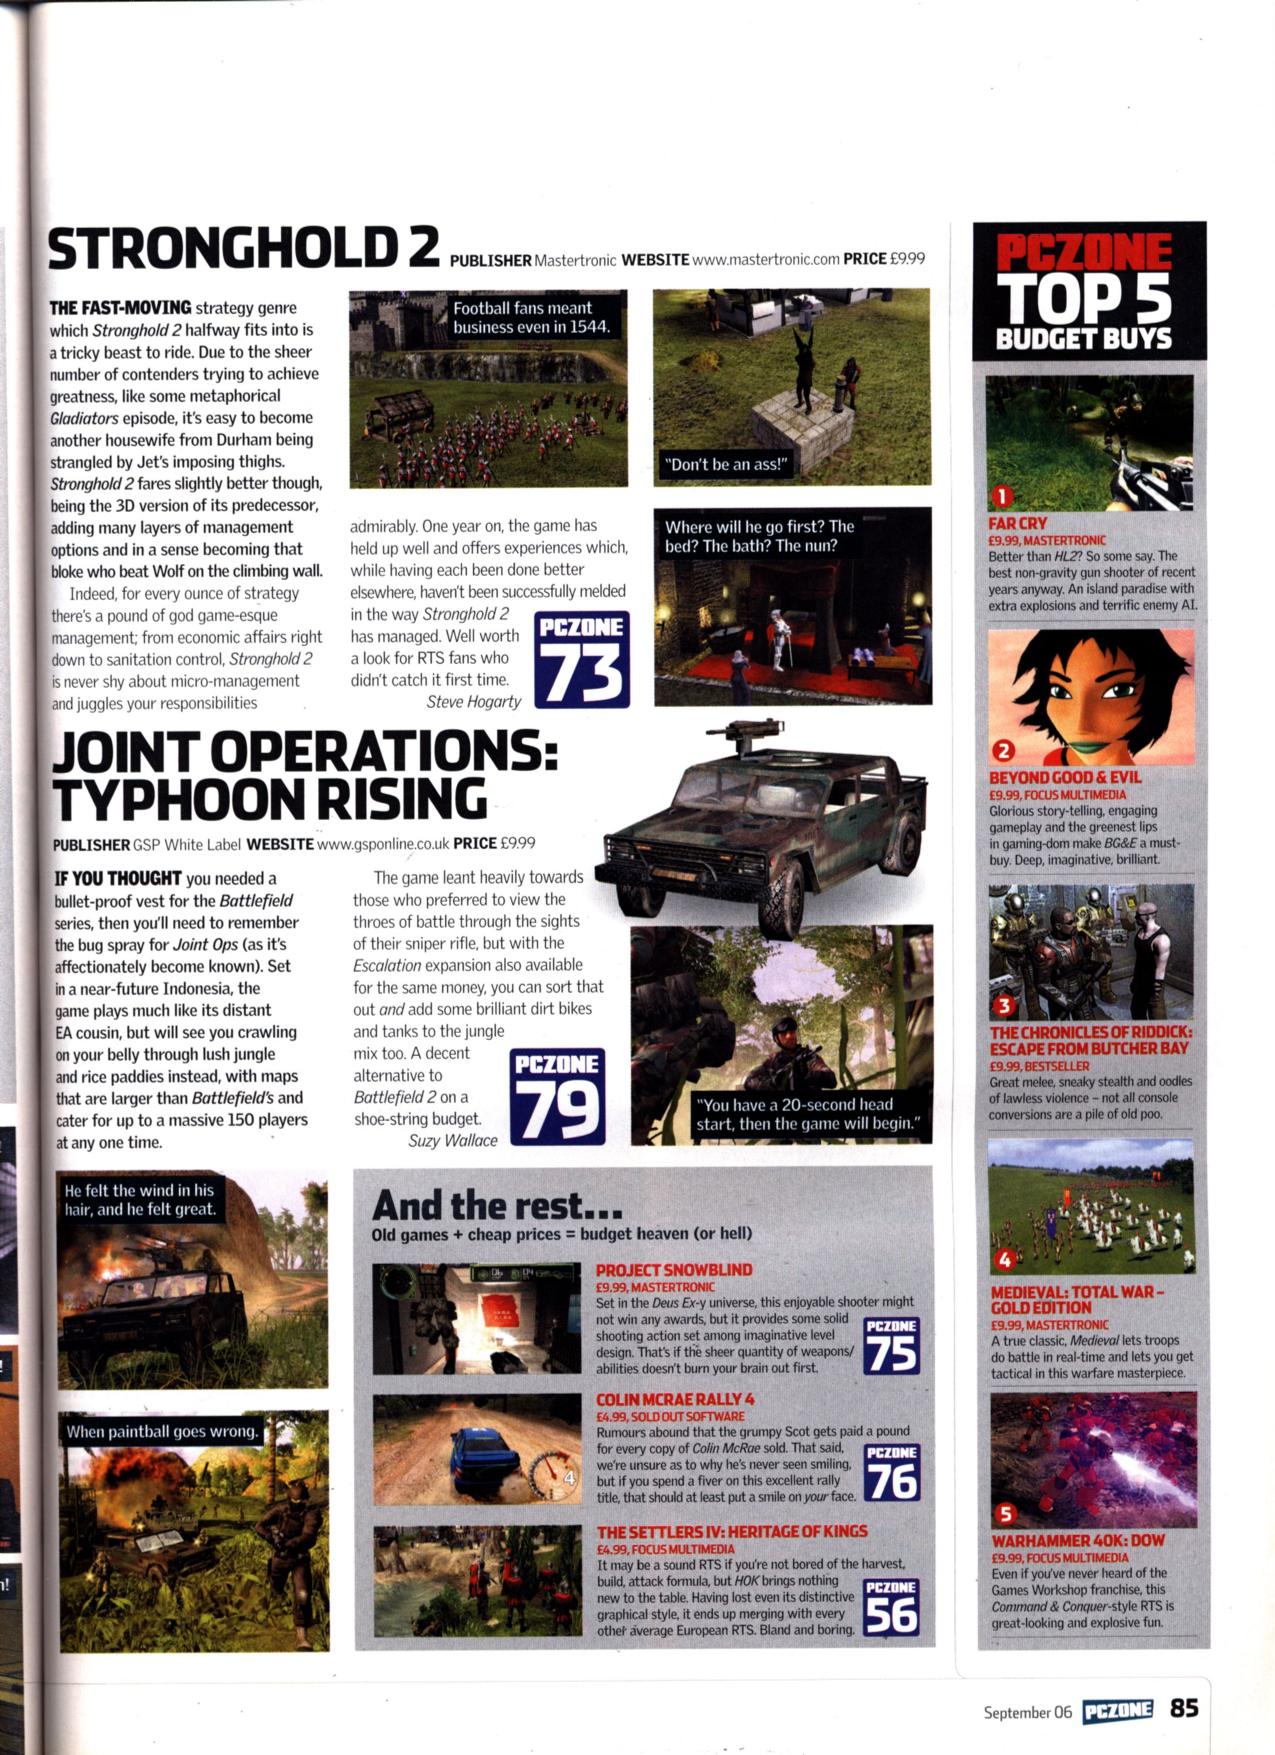 STRONGHOLD 2 PUBLISHER Mastertronic WEBSITE www.mastertronic.com PRICE £9.99
THE FAST-MOVING strategy genre
which Stronghold 2 halfway fits into is
a tricky beast to ride. Due to the sheer
number of contenders trying to achieve
greatness, like some metaphorical
Gladiators episode, it's easy to become
another housewife from Durham being
strangled by Jet's imposing thighs.
Stronghold 2 fares slightly better though,
being the 3D version of its predecessor,
adding many layers of management
options and in a sense becoming that
bloke who beat Wolf on the climbing wall.
Indeed, for every ounce of strategy
there's a pound of god game-esque
management; from economic affairs right
down to sanitation control, Stronghold 2
is never shy about micro-management
and juggles your responsibilities
Football fans meant
business even in 1544.
"Don't be an ass!"
admirably. One year on, the game has
held up well and offers experiences which,
while having each been done better
elsewhere, haven't been successfully melded
in the way Stronghold 2
has managed. Well worth
a look for RTS fans who
didn't catch it first time.
Steve Hogarty
PCZONE
73
Where will he go first? The
bed? The bath? The nun?
JOINT OPERATIONS:
TYPHOON RISING
PUBLISHER GSP White Label WEBSITE www.gsponline.co.uk PRICE £9.99
IF YOU THOUGHT you needed a
bullet-proof vest for the Battlefield
series, then you'll need to remember
the bug spray for Joint Ops (as it's
affectionately become known). Set
in a near-future Indonesia, the
game plays much like its distant
EA cousin, but will see you crawling
on your belly through lush jungle
and rice paddies instead, with maps
that are larger than Battlefield's and
cater for up to a massive 150 players
at any one time.
The game leant heavily towards
those who preferred to view the
throes of battle through the sights
of their sniper rifle, but with the
Escalation expansion also available
for the same money, you can sort that
out and add some brilliant dirt bikes
and tanks to the jungle
mix too. A decent
alternative to
Battlefield 2 on a
shoe-string budget.
Suzy Wallace
PCZONE
79
"You have a 20-second head
start, then the game will begin."
He felt the wind in his
hair, and he felt great.
When paintball goes wrong.
And the rest...
Old games + cheap prices = budget heaven (or hell)
PROJECT SNOWBLIND
£9.99, MASTERTRONIC
Set in the Deus Ex-y universe, this enjoyable shooter might
not win any awards, but it provides some solid
shooting action set among imaginative level
design. That's if the sheer quantity of weapons/
abilities doesn't burn your brain out first.
PCZONE
75
COLIN MCRAE RALLY 4
£4.99, SOLD OUT SOFTWARE
Rumours abound that the grumpy Scot gets paid a pound
for every copy of Colin McRae sold. That said,
we're unsure as to why he's never seen smiling,
but if you spend a fiver on this excellent rally
title, that should at least put a smile on your face.
PCZONE
76
4
THE SETTLERS IV: HERITAGE OF KINGS
£4.99, FOCUS MULTIMEDIA
It may be a sound RTS if you're not bored of the harvest,
build, attack formula, but HOK brings nothing
new to the table. Having lost even its distinctive
graphical style, it ends up merging with every
other average European RTS. Bland and boring.
PCZONE
56
PCZONE
TOP 5
BUDGET BUYS
1
FAR CRY
£9.99, MASTERTRONIC
Better than HL2? So some say. The
best non-gravity gun shooter of recent
years anyway. An island paradise with
extra explosions and terrific enemy AI.
2
BEYOND GOOD & EVIL
£9.99, FOCUS MULTIMEDIA
Glorious story-telling, engaging
gameplay and the greenest lips
in gaming-dom make BG&E a must-
buy. Deep, imaginative, brilliant.
3
THE CHRONICLES OF RIDDICK:
ESCAPE FROM BUTCHER BAY
£9.99, BESTSELLER
Great melee, sneaky stealth and oodles
of lawless violence – not all console
conversions are a pile of old poo.
4
MEDIEVAL: TOTAL WAR –
GOLD EDITION
£9.99, MASTERTRONIC
A true classic, Medieval lets troops
do battle in real-time and lets you get
tactical in this warfare masterpiece.
5
WARHAMMER 40K: DOW
£9.99, FOCUS MULTIMEDIA
Even if you've never heard of the
Games Workshop franchise, this
Command & Conquer-style RTS is
great-looking and explosive fun.
September 06 PCZONE 85